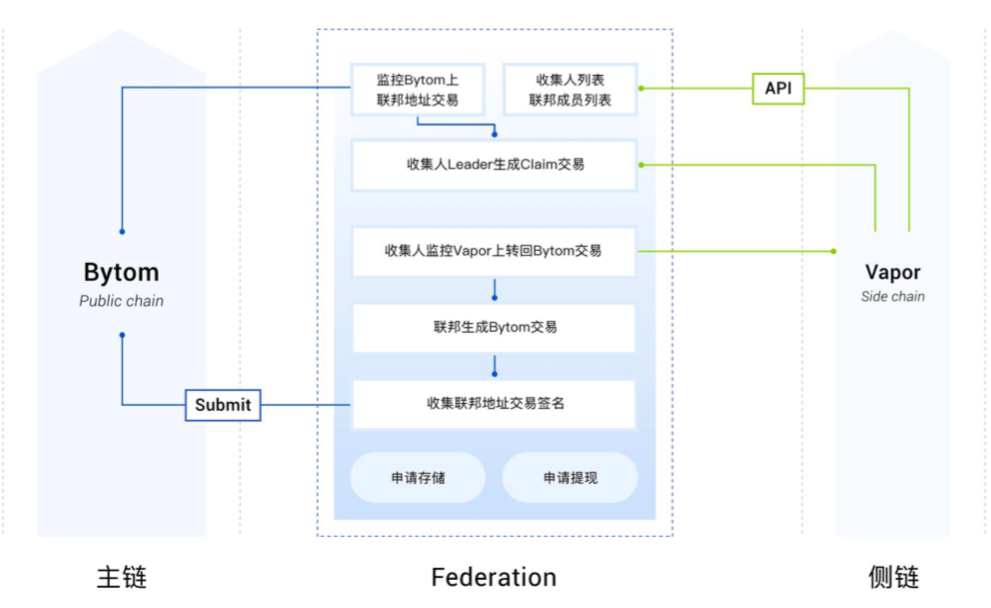 监控Bytom上
联邦地址交易
收集人列表
联邦成员列表
API
收集人Leader生成Claim交易
收集人监控Vapor上转回Bytom交易
Bytom
Public chain
Vapor
Side chain
联邦生成Bytom交易
Submit
收集联邦地址交易签名
申请存储
申请提现
主链
Federation
侧链